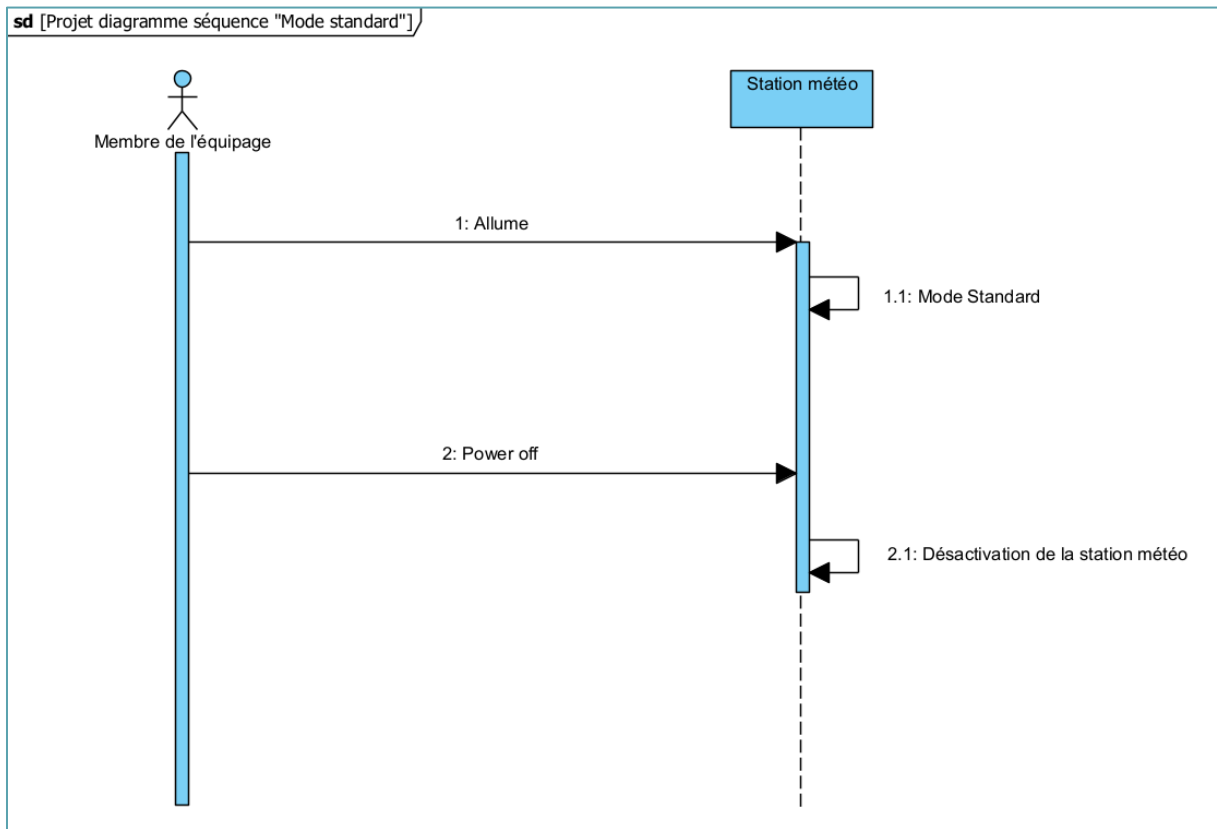 sd [Projet diagramme séquence "Mode standard"]
Station météo
Membre de l'équipage
1: Allume
1.1: Mode Standard
2: Power off
2.1: Désactivation de la station météo